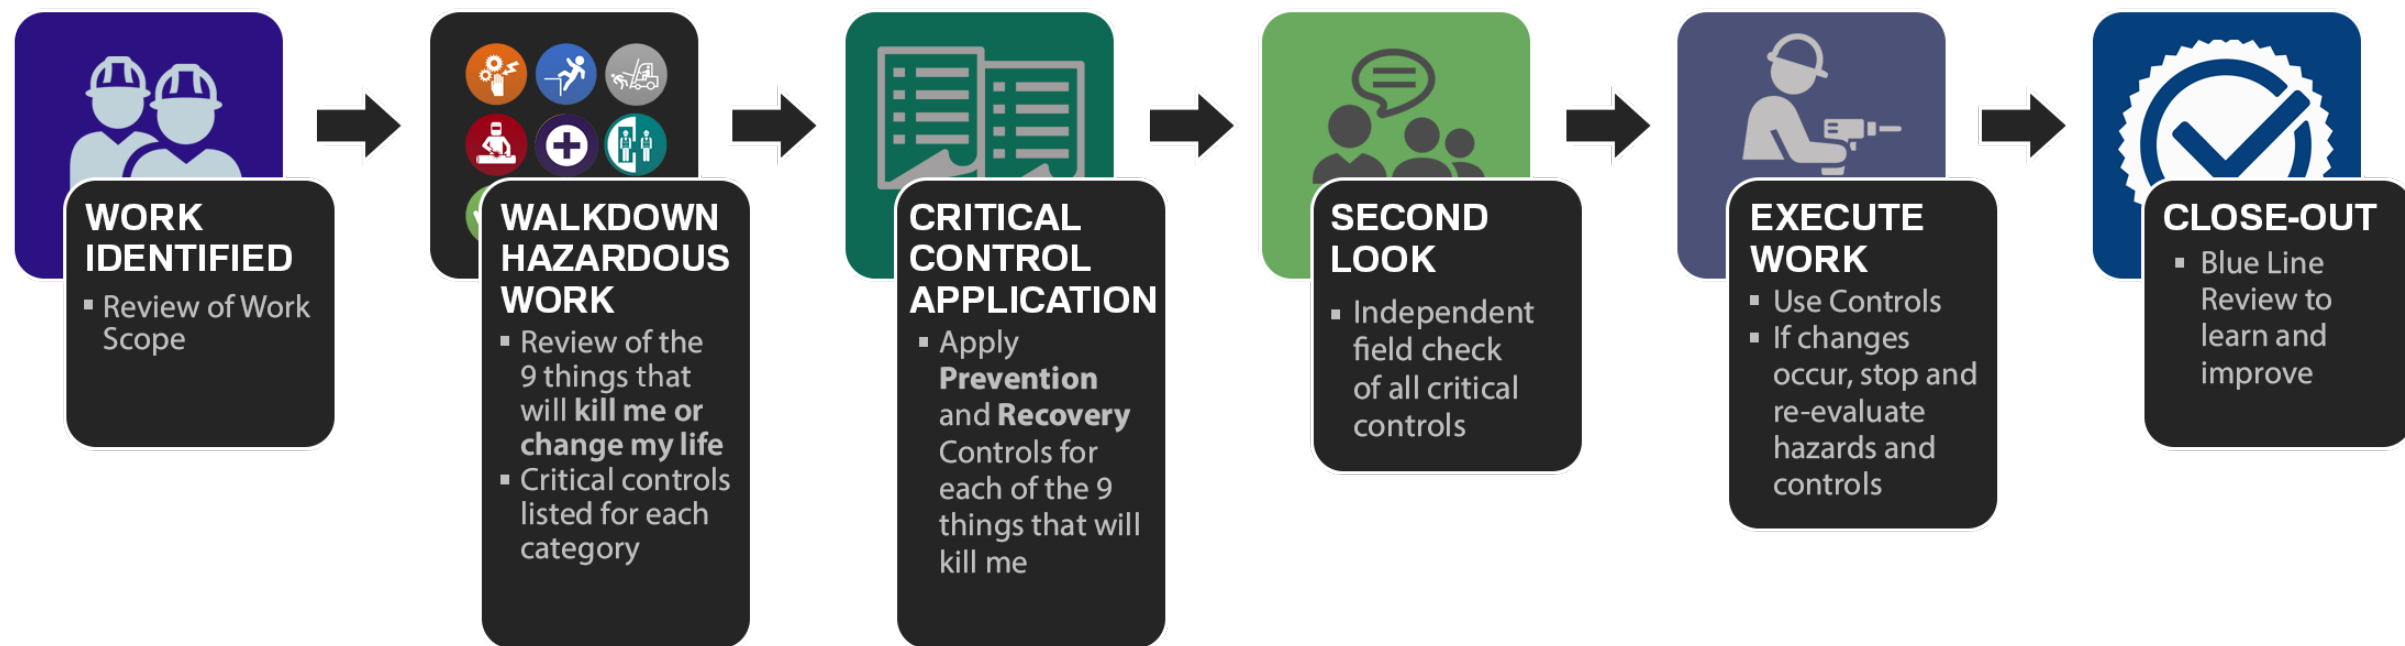 WORK
IDENTIFIED
▪ Review of Work
Scope
WALKDOWN
HAZARDOUS
WORK
▪ Review of the
9 things that
will kill me or
change my life
▪ Critical controls
listed for each
category
CRITICAL
CONTROL
APPLICATION
▪ Apply
Prevention
and Recovery
Controls for
each of the 9
things that will
kill me
SECOND
LOOK
▪ Independent
field check
of all critical
controls
EXECUTE
WORK
▪ Use Controls
▪ If changes
occur, stop and
re-evaluate
hazards and
controls
CLOSE-OUT
▪ Blue Line
Review to
learn and
improve